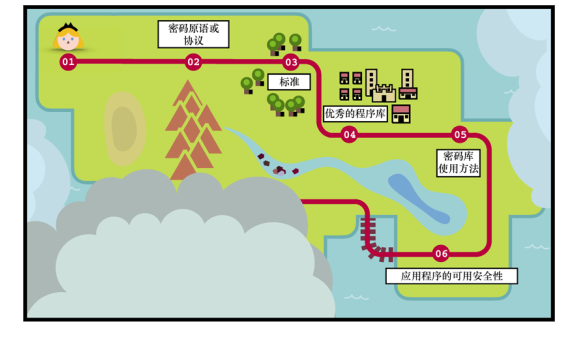 01
02
密码原语或
协议
03
标准
优秀的程序库
04
05
密码库
使用方法
06
应用程序的可用安全性